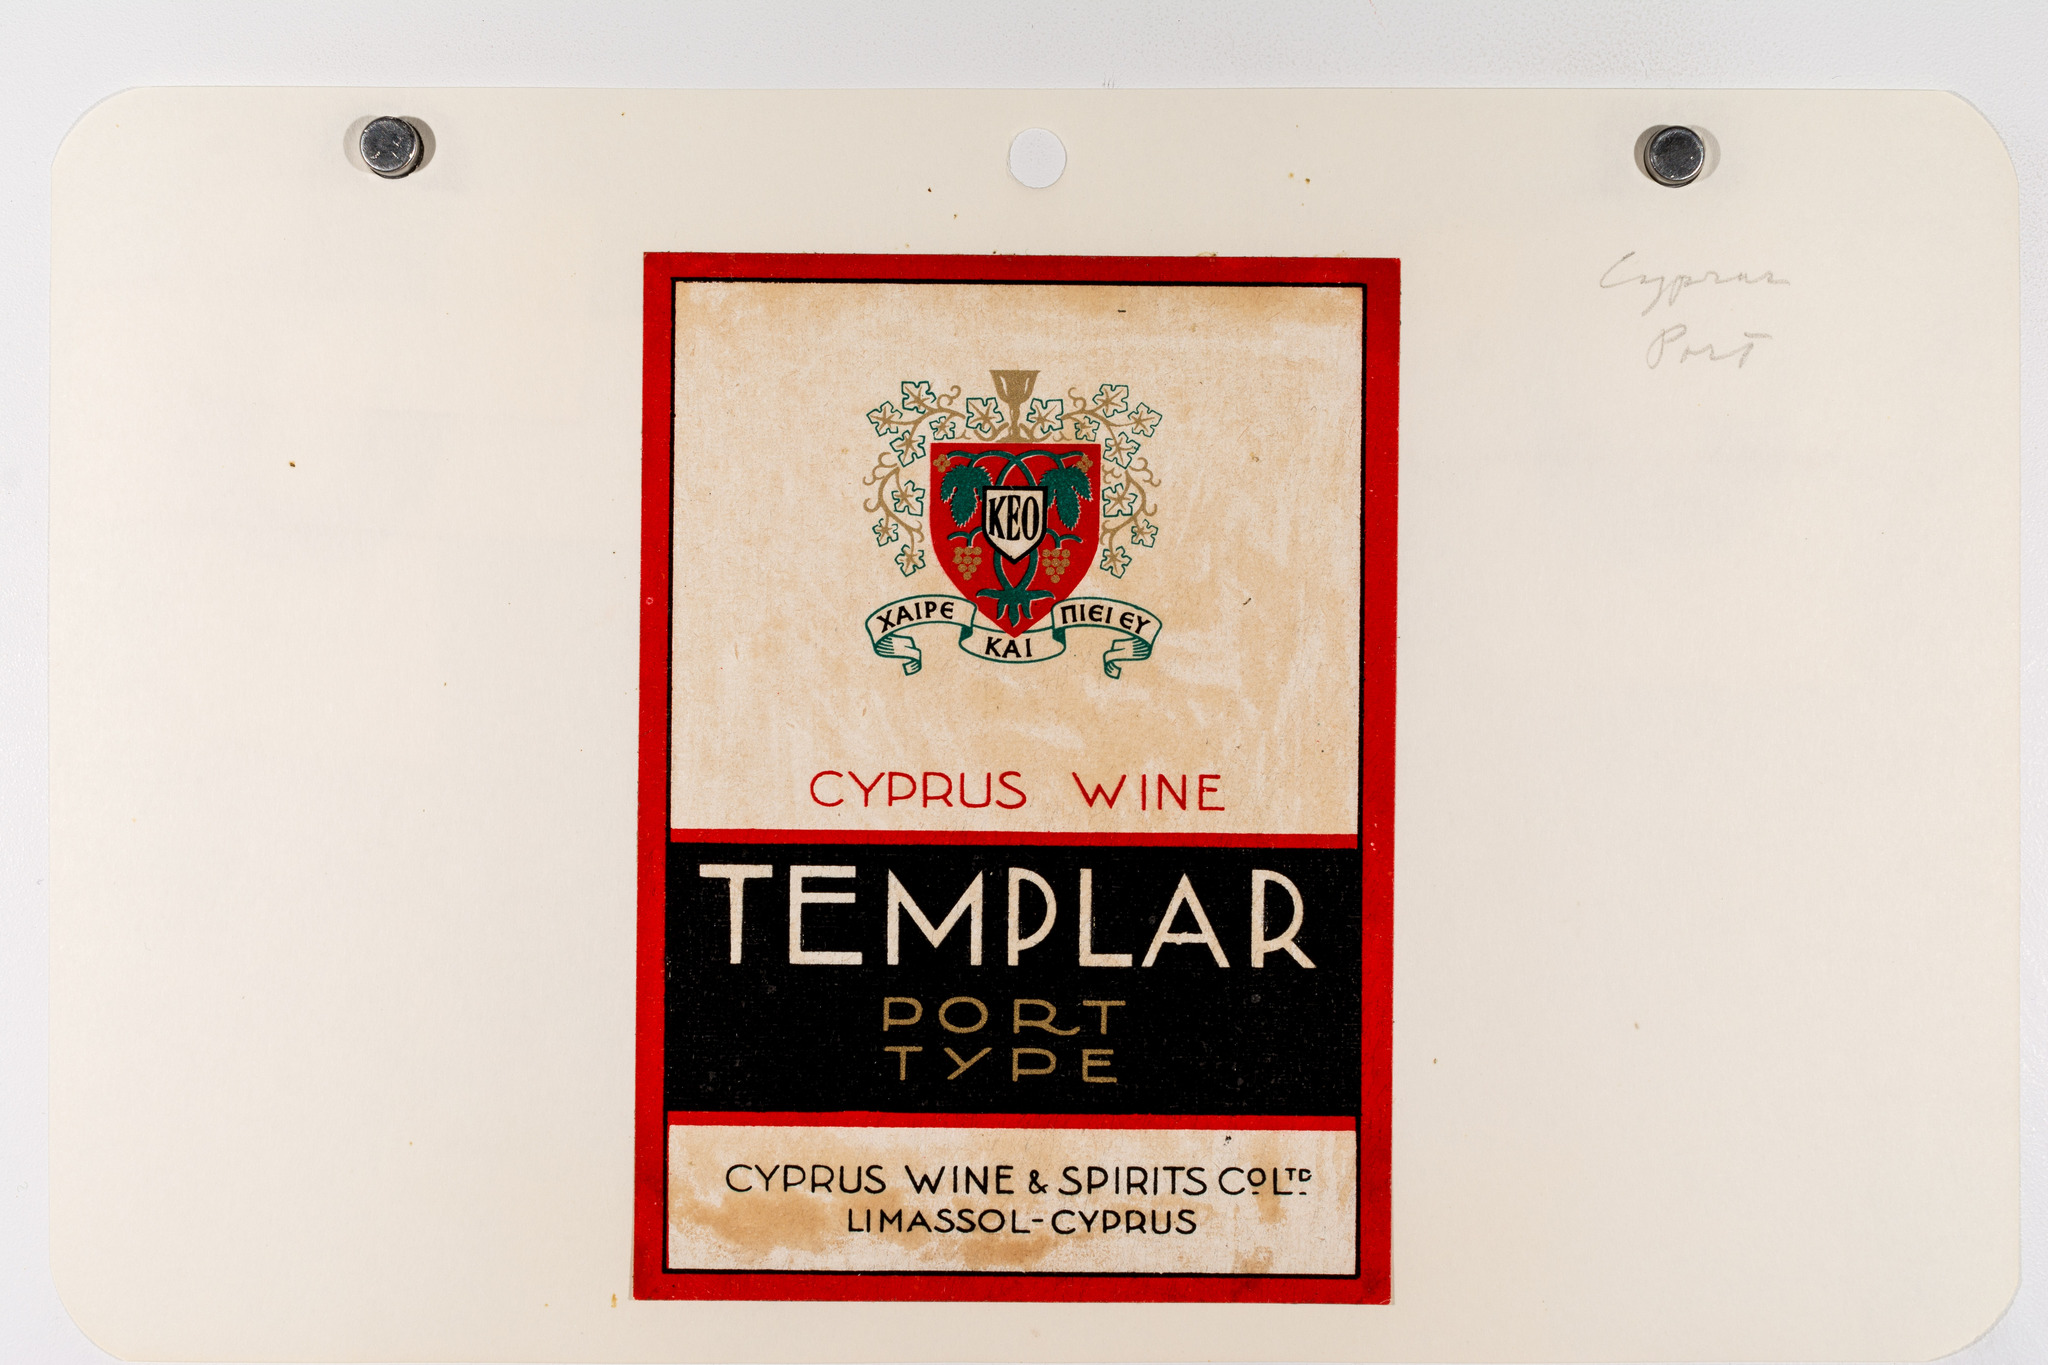 Cyprus
Port
KEO
ΧΑΙΡΕ ΚΑΙ ΠΙΕΙ ΕΥ
CYPRUS WINE
TEMPLAR
PORT
TYPE
CYPRUS WINE & SPIRITS CO LTD
LIMASSOL-CYPRUS